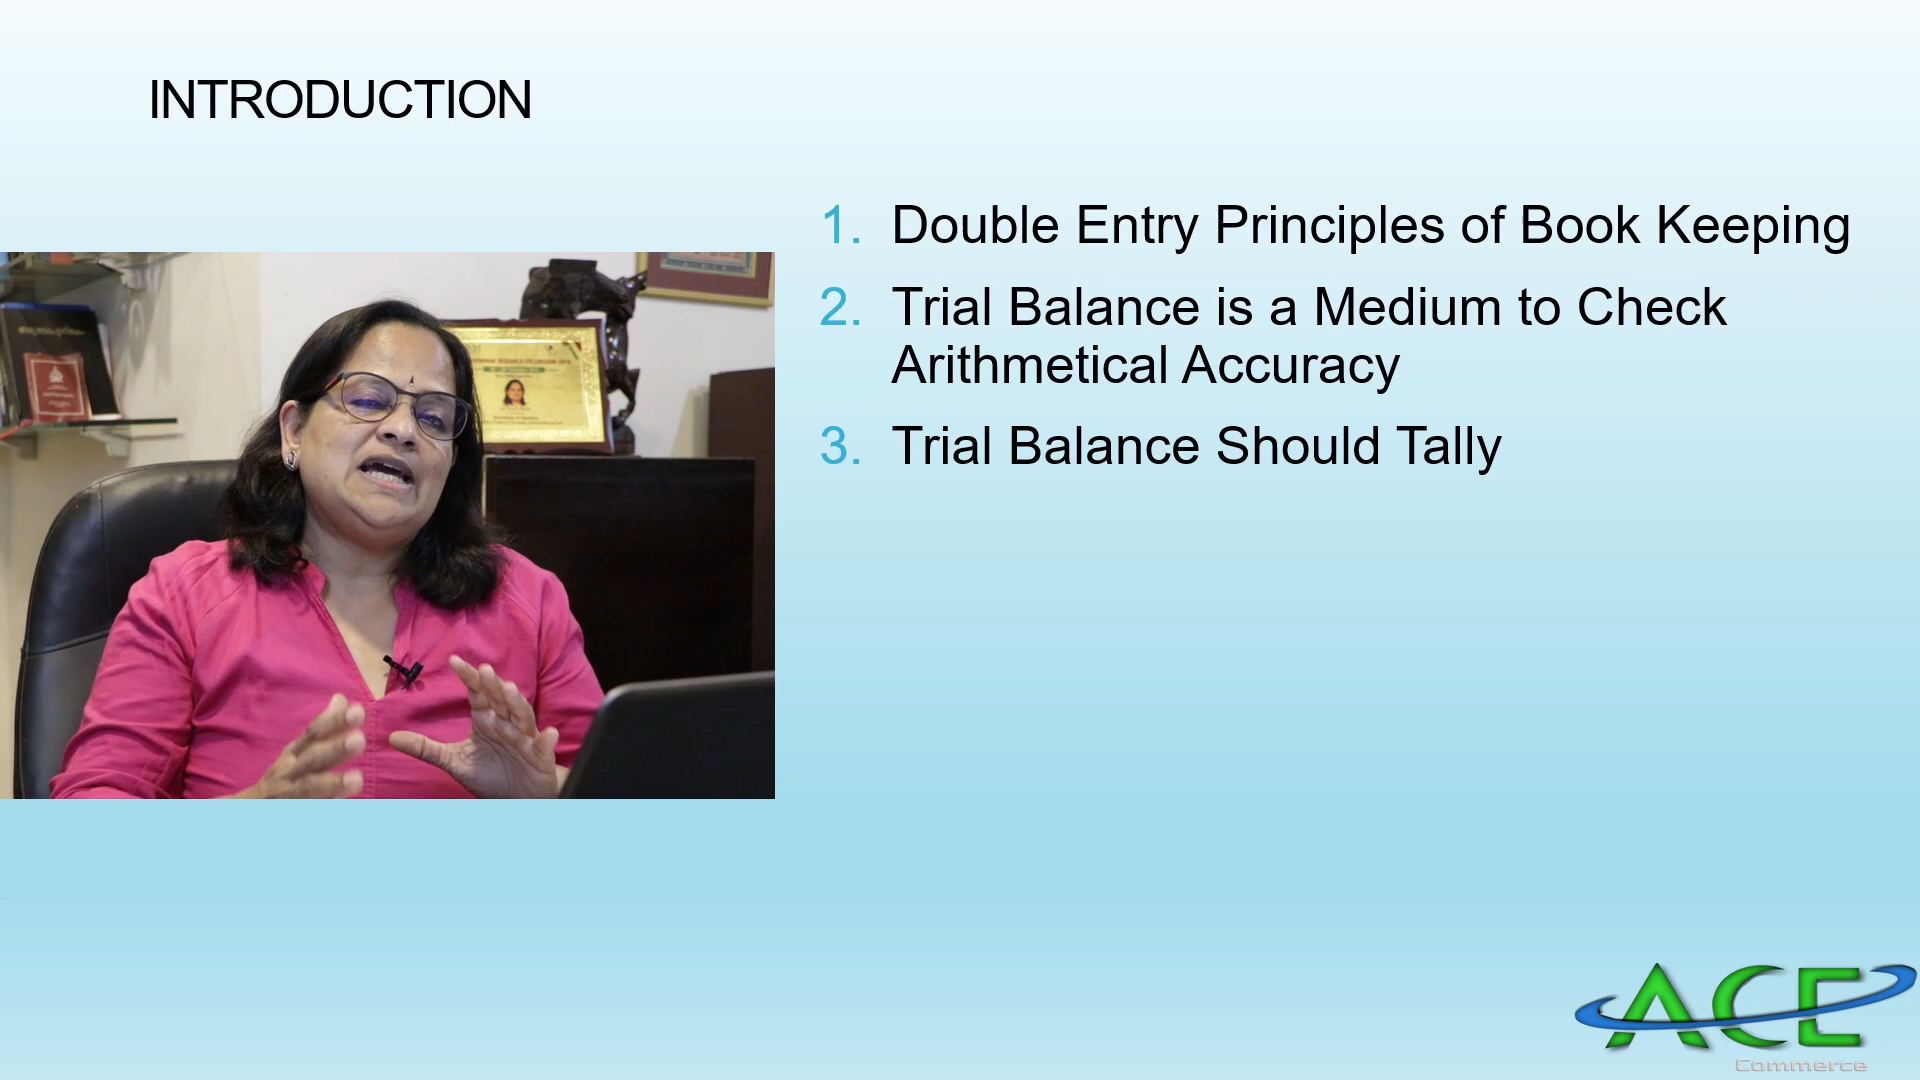 INTRODUCTION
1. Double Entry Principles of Book Keeping
2. Trial Balance is a Medium to Check
Arithmetical Accuracy
3. Trial Balance Should Tally
ACE
Commerce